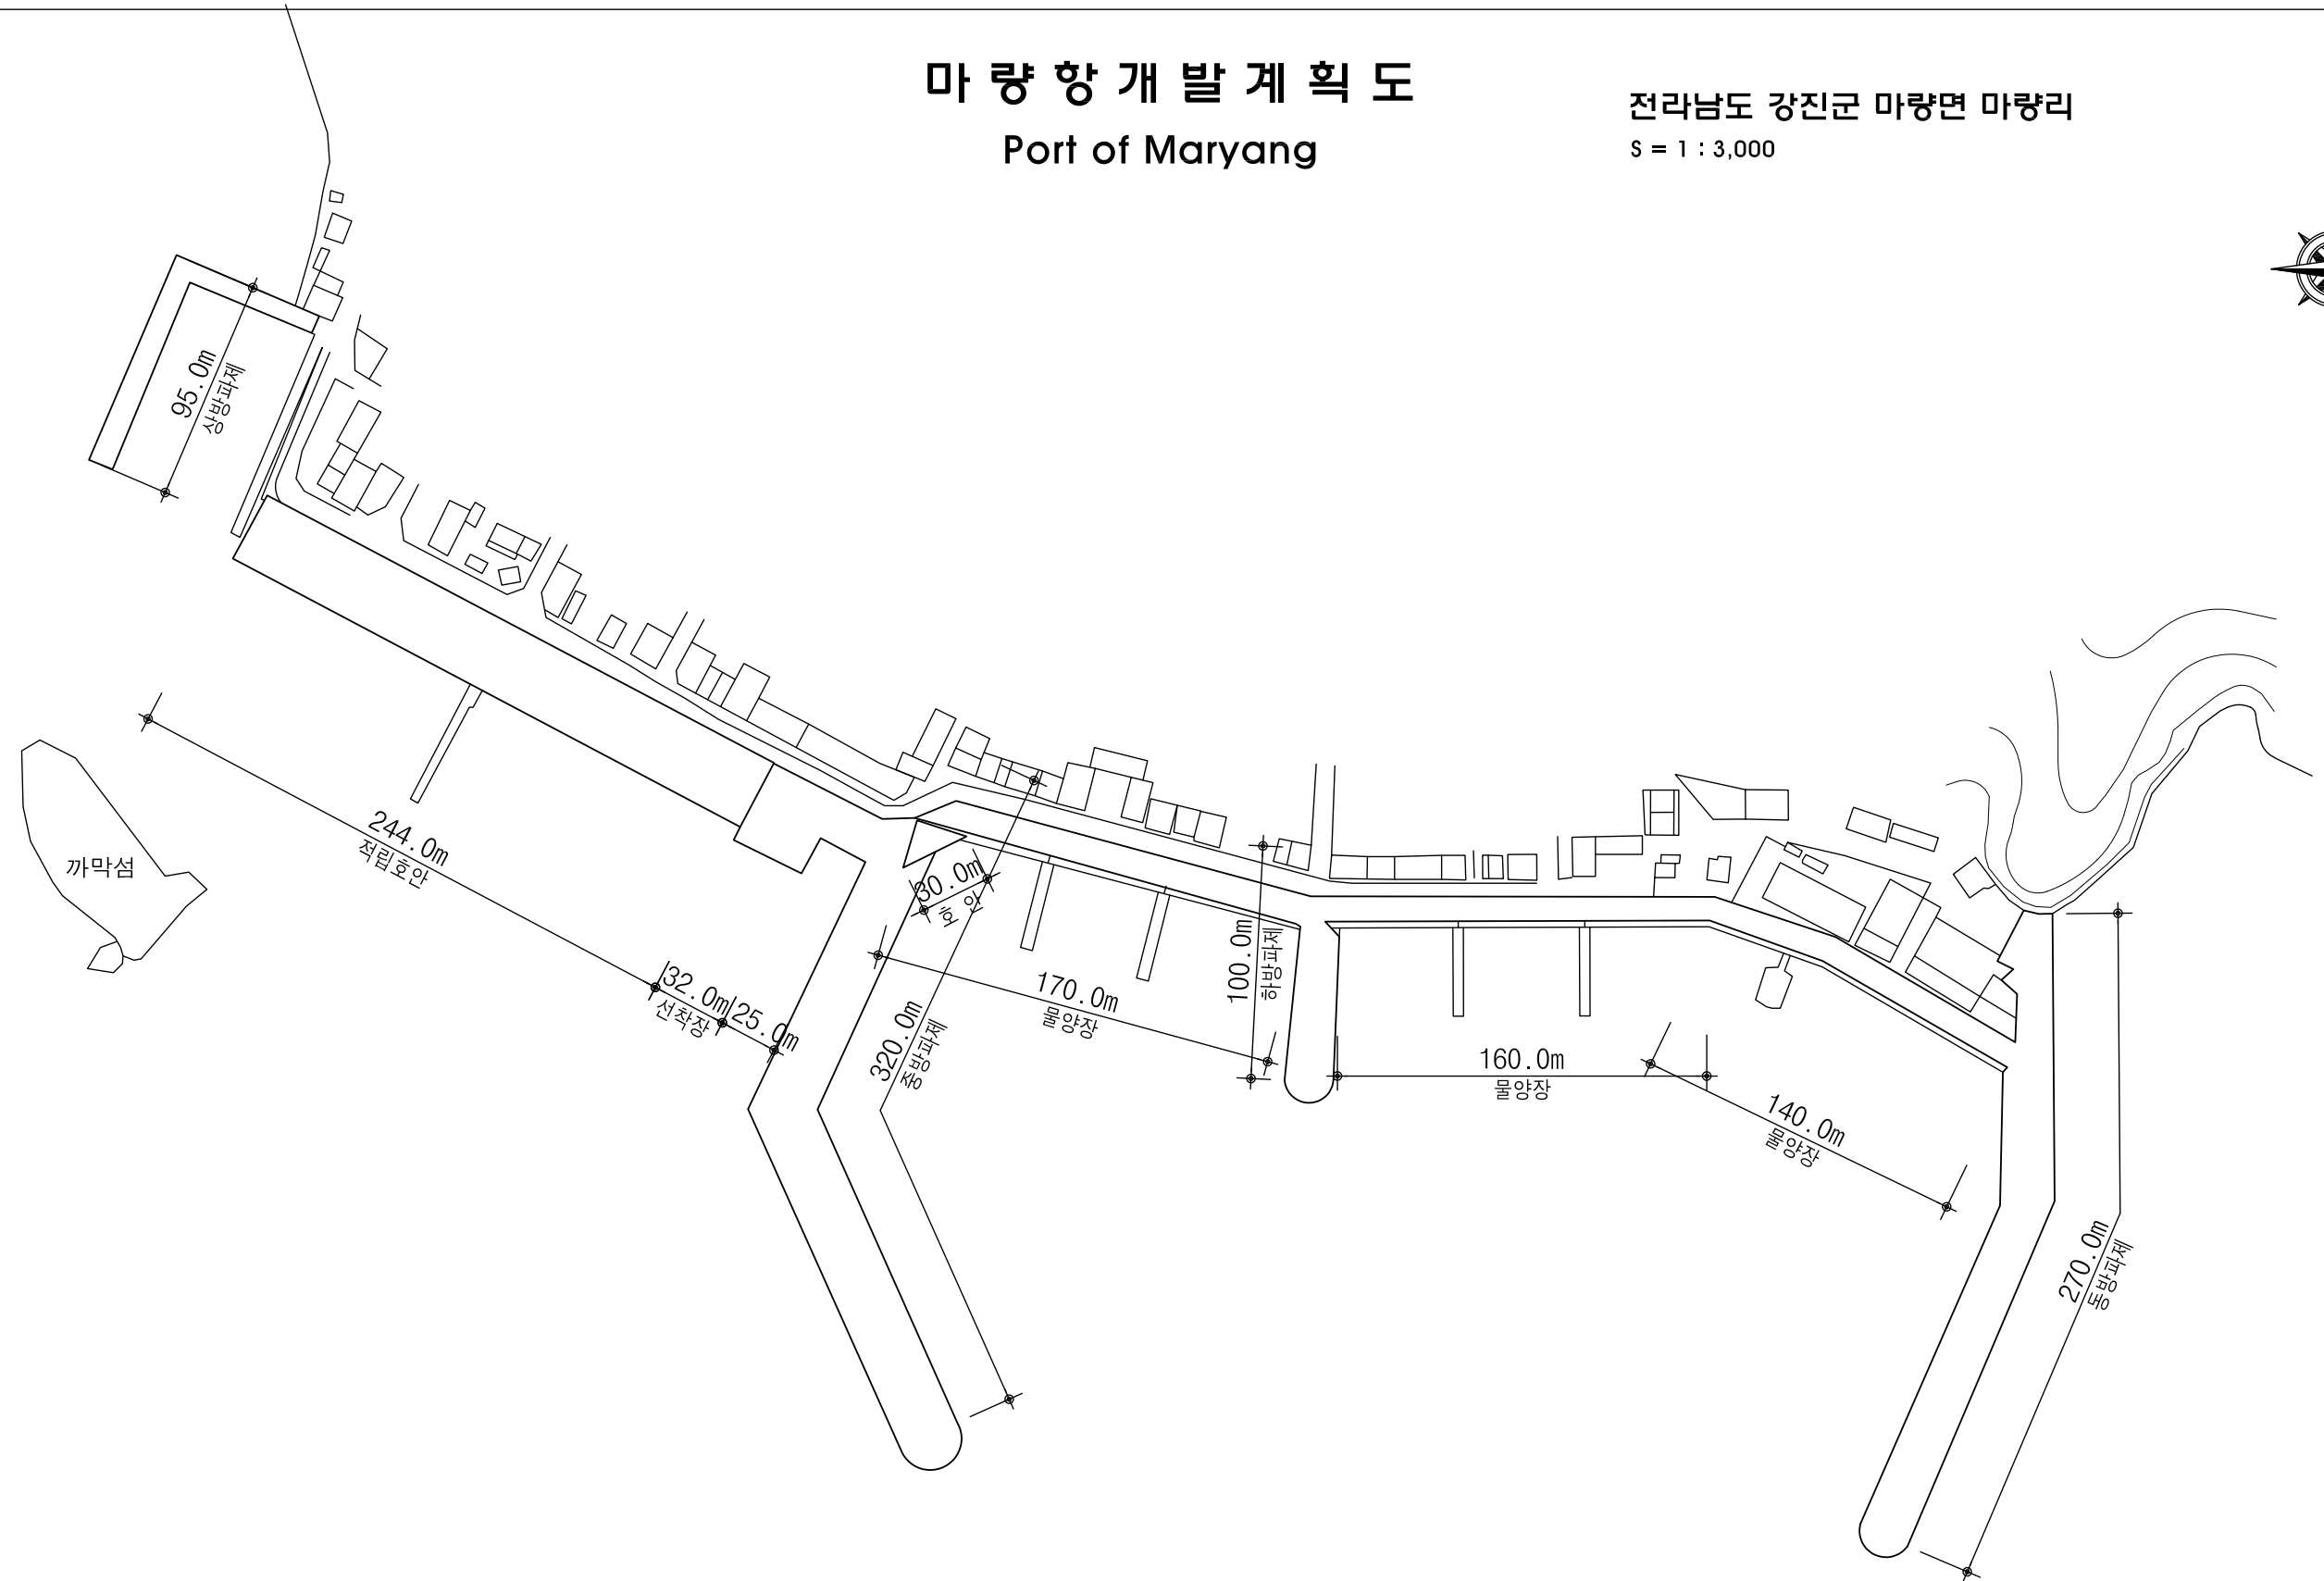 마량항개발계획도
Port of Maryang
전라남도 강진군 마량면 마량리
S = 1 : 3,000
95.0m
상방파제
244.0m
적립호안
까막섬
32.0m
선착장
25.0m
30.0m
호 안
320.0m
중방파제
170.0m
물양장
100.0m
하방파제
160.0m
물양장
140.0m
물양장
270.0m
동방파제